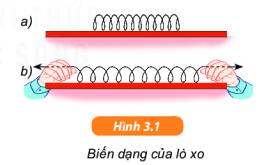 a)
b)
Hình 3.1
Biến dạng của lò xo